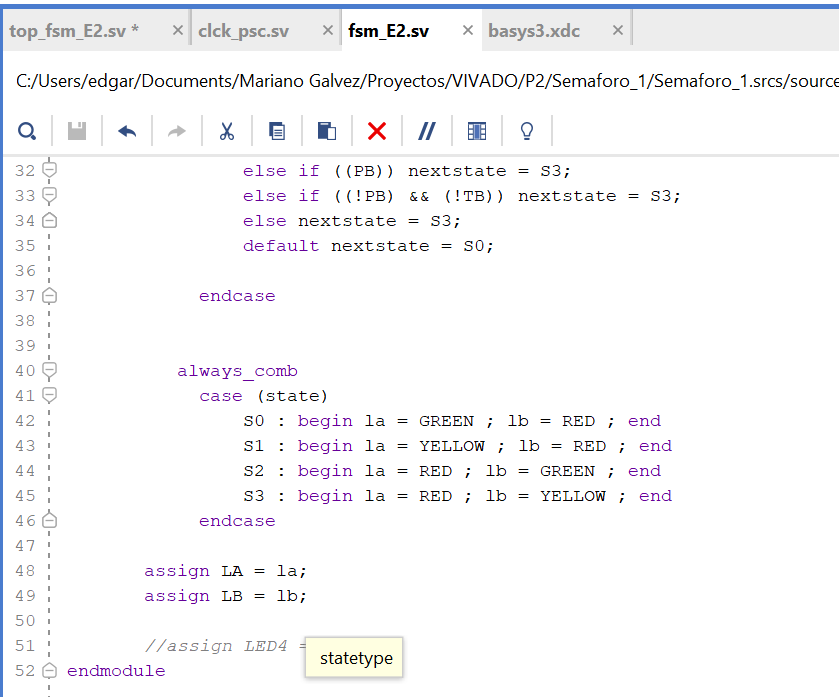 top_fsm_E2.sv * × clck_psc.sv × fsm_E2.sv × basys3.xdc ×
C:/Users/edgar/Documents/Mariano Galvez/Proyectos/VIVADO/P2/Semaforo_1/Semaforo_1.srcs/source
32 else if ((PB)) nextstate = S3;
33 else if ((!PB) && (!TB)) nextstate = S3;
34 else nextstate = S3;
35 default nextstate = S0;
36
37 endcase
38
39
40 always_comb
41 case (state)
42 S0 : begin la = GREEN ; lb = RED ; end
43 S1 : begin la = YELLOW ; lb = RED ; end
44 S2 : begin la = RED ; lb = GREEN ; end
45 S3 : begin la = RED ; lb = YELLOW ; end
46 endcase
47
48 assign LA = la;
49 assign LB = lb;
50
51 //assign LED4 =
statetype
52 endmodule